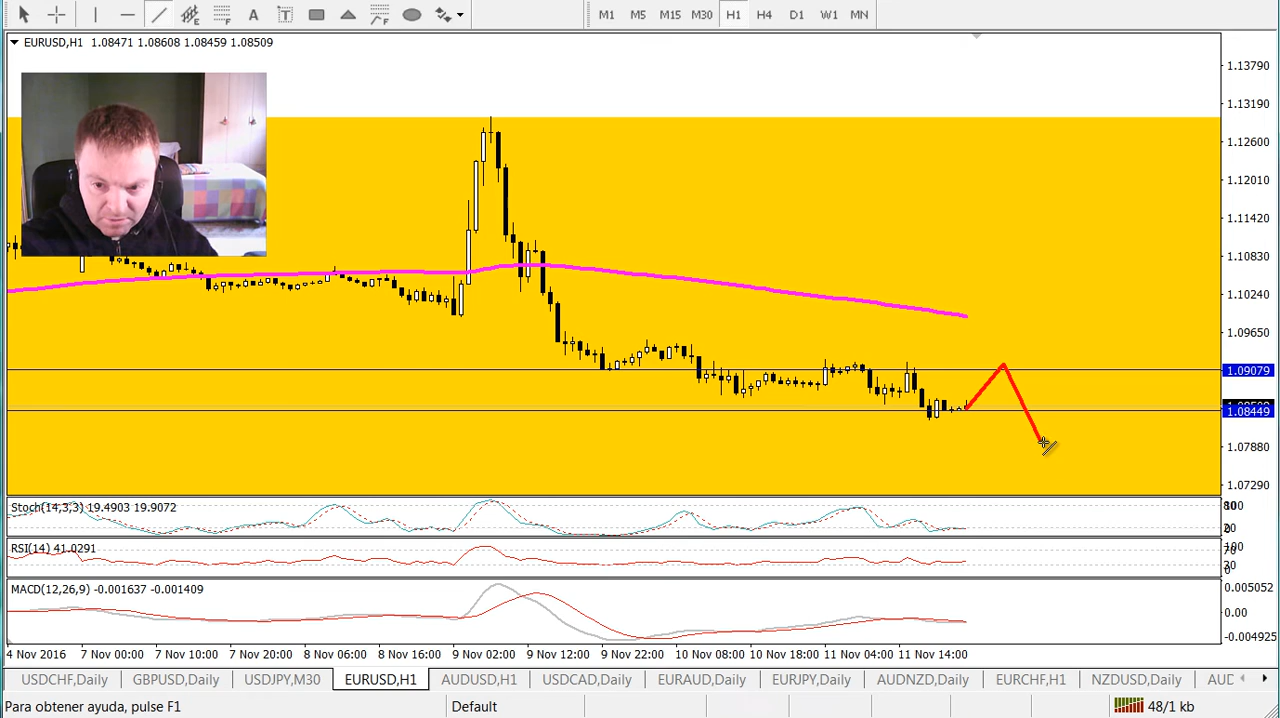 A T
M1 M5 M15 M30 H1 H4 D1 W1 MN
EURUSD,H1 1.08471 1.08608 1.08459 1.08509
1.13790
1.13190
1.12600
1.12010
1.11420
1.10830
1.10240
1.09650
1.09079
1.08449
1.07880
1.07290
Stoch(14,3,3) 19.4903 19.9072
20
RSI(14) 41.0291
100
MACD(12,26,9) -0.001637 -0.001409
0.005052
0.00
-0.004925
4 Nov 2016 7 Nov 00:00 7 Nov 10:00 7 Nov 20:00 8 Nov 06:00 8 Nov 16:00 9 Nov 02:00 9 Nov 12:00 9 Nov 22:00 10 Nov 08:00 10 Nov 18:00 11 Nov 04:00 11 Nov 14:00
USDCHF,Daily GBPUSD,Daily USDJPY,M30 EURUSD,H1 AUDUSD,H1 USDCAD,Daily EURAUD,Daily EURJPY,Daily AUDNZD,Daily EURCHF,H1 NZDUSD,Daily AUD
Para obtener ayuda, pulse F1 Default 48/1 kb